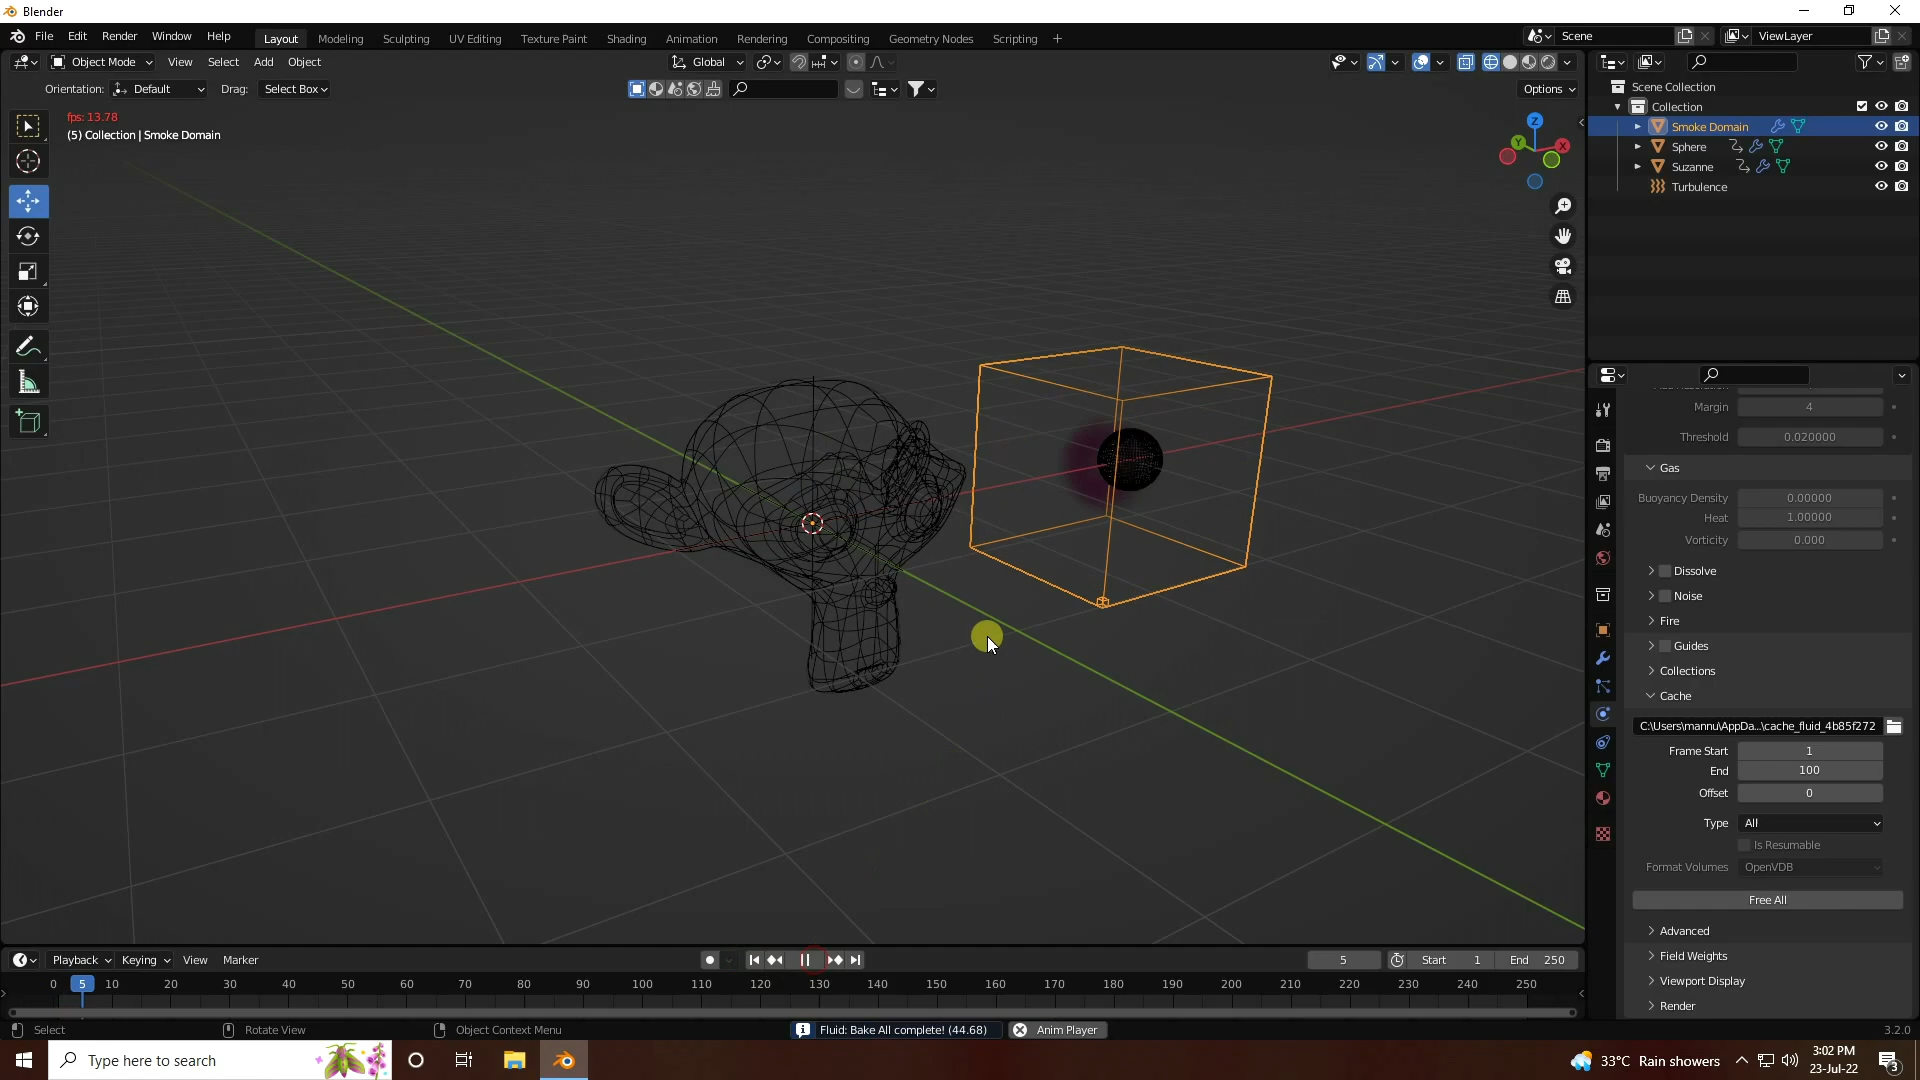 Blender
File Edit Render Window Help
Layout Modeling Sculpting UV Editing Texture Paint Shading Animation Rendering Compositing Geometry Nodes Scripting +
Scene
ViewLayer
Object Mode View Select Add Object
Global
Orientation: Default Drag: Select Box
Options
fps: 13.78
(5) Collection | Smoke Domain
Z
Y
X
Scene Collection
Collection
Smoke Domain
Sphere
Suzanne
Turbulence
Margin 4
Threshold 0.020000
Gas
Buoyancy Density 0.00000
Heat 1.00000
Vorticity 0.000
Dissolve
Noise
Fire
Guides
Collections
Cache
C:\Users\mannu\AppDa...\cache_fluid_4b85f272
Frame Start 1
End 100
Offset 0
Type All
Is Resumable
Format Volumes OpenVDB
Free All
Advanced
Field Weights
Viewport Display
Render
Playback Keying View Marker
5 Start 1 End 250
0 5 10 20 30 40 50 60 70 80 90 100 110 120 130 140 150 160 170 180 190 200 210 220 230 240 250
Select Rotate View Object Context Menu Fluid: Bake All complete! (44.68) Anim Player 3.2.0
Type here to search
33°C Rain showers
3:02 PM
23-Jul-22
3